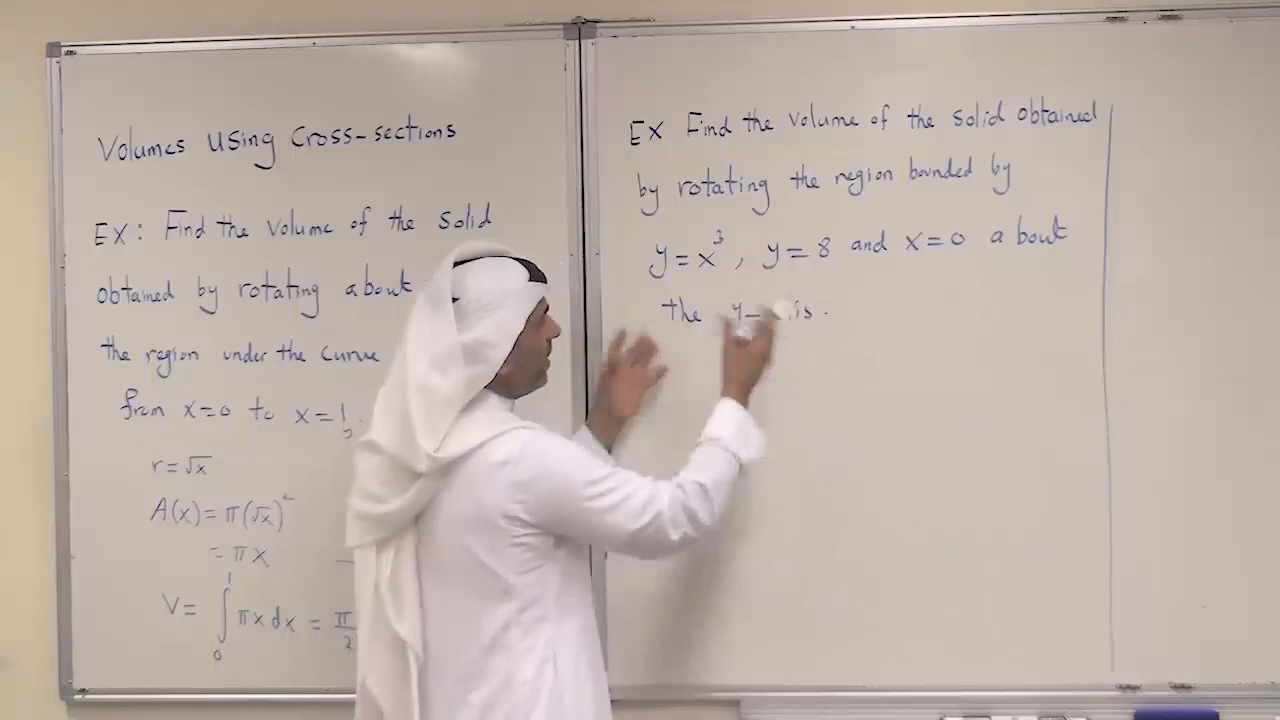 Volumes Using Cross-sections
EX: Find the volume of the solid
obtained by rotating about
the region under the curve
from x=0 to x=1.
r = √x
A(x) = π(√x)²
= πx
V = ∫₀¹ πx dx = π/2
EX Find the volume of the solid obtained
by rotating the region bounded by
y = x³, y = 8 and x = 0 about
the